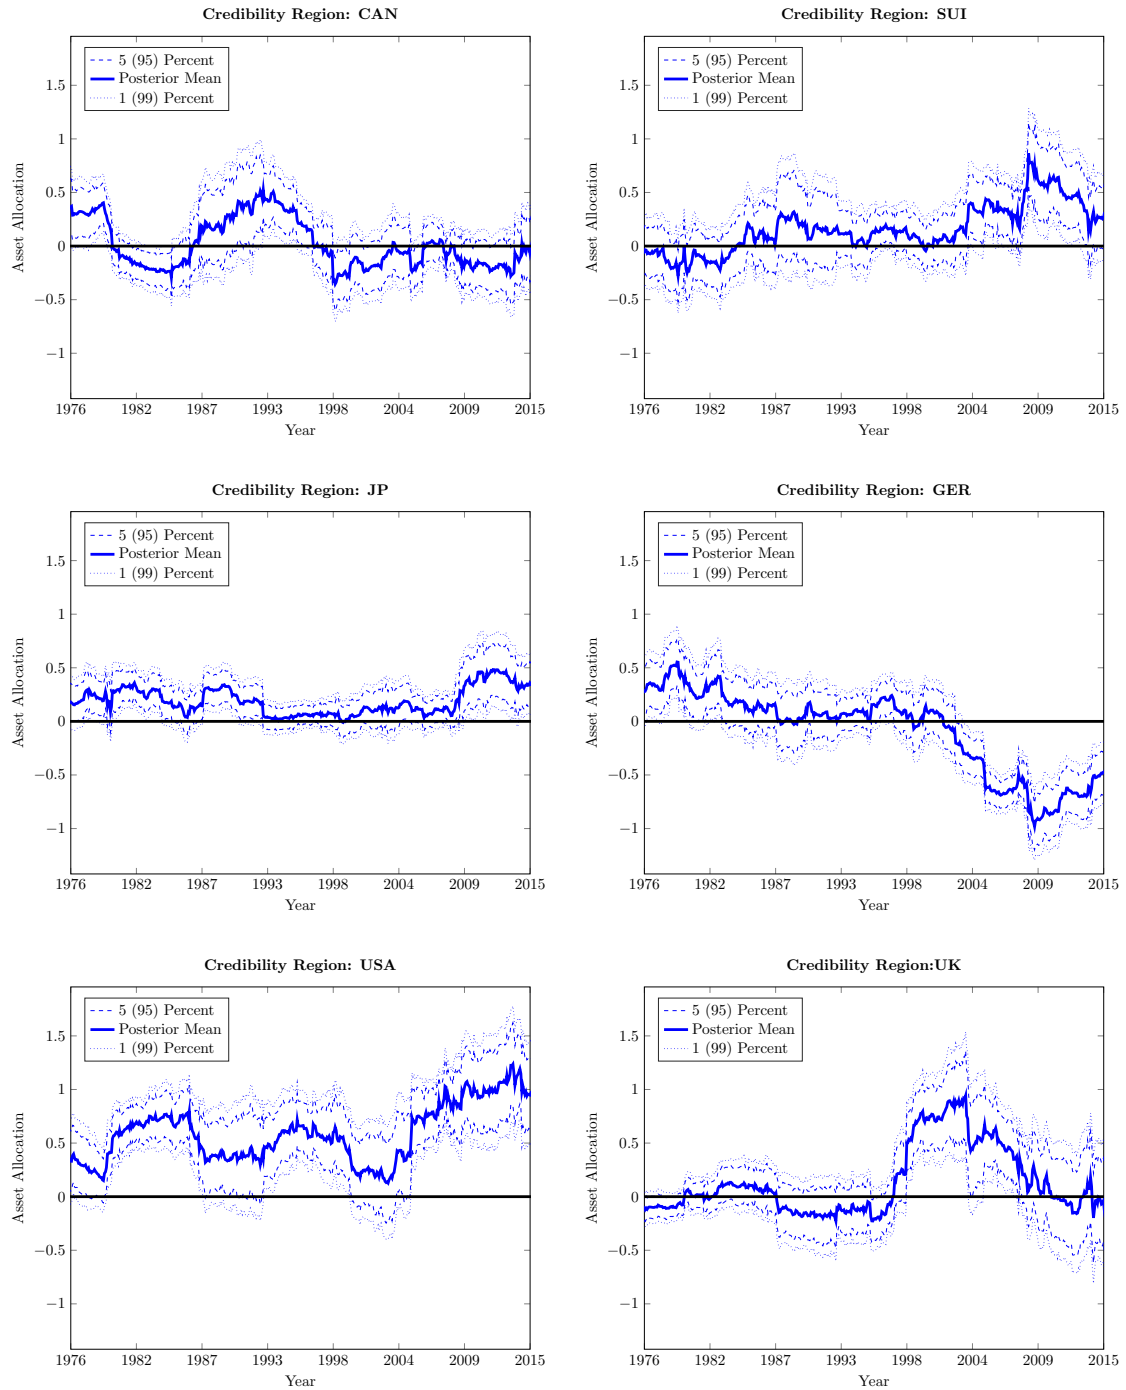 Credibility Region: CAN
5 (95) Percent
Posterior Mean
1 (99) Percent
Asset Allocation
1.5
1
0.5
0
−0.5
−1
1976 1982 1987 1993 1998 2004 2009 2015
Year
Credibility Region: SUI
5 (95) Percent
Posterior Mean
1 (99) Percent
Asset Allocation
1.5
1
0.5
0
−0.5
−1
1976 1982 1987 1993 1998 2004 2009 2015
Year
Credibility Region: JP
5 (95) Percent
Posterior Mean
1 (99) Percent
Asset Allocation
1.5
1
0.5
0
−0.5
−1
1976 1982 1987 1993 1998 2004 2009 2015
Year
Credibility Region: GER
5 (95) Percent
Posterior Mean
1 (99) Percent
Asset Allocation
1.5
1
0.5
0
−0.5
−1
1976 1982 1987 1993 1998 2004 2009 2015
Year
Credibility Region: USA
5 (95) Percent
Posterior Mean
1 (99) Percent
Asset Allocation
1.5
1
0.5
0
−0.5
−1
1976 1982 1987 1993 1998 2004 2009 2015
Year
Credibility Region:UK
5 (95) Percent
Posterior Mean
1 (99) Percent
Asset Allocation
1.5
1
0.5
0
−0.5
−1
1976 1982 1987 1993 1998 2004 2009 2015
Year